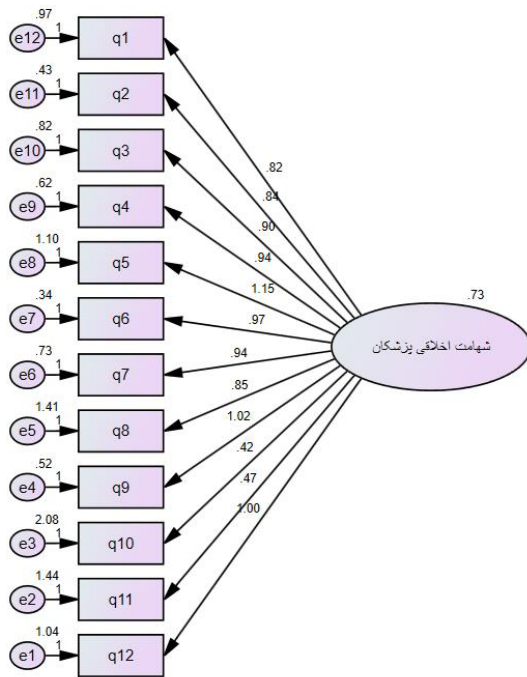 .97
e12 1 q1
.43
e11 1 q2
.82
e10 1 q3
.62
e9 1 q4
1.10
e8 1 q5
.34
e7 1 q6
.73
e6 1 q7
1.41
e5 1 q8
.52
e4 1 q9
2.08
e3 1 q10
1.44
e2 1 q11
1.04
e1 1 q12
.82
.84
.90
.94
1.15
.97
.94
.85
1.02
.42
.47
1.00
.73
شهامت اخلاقی پزشکان